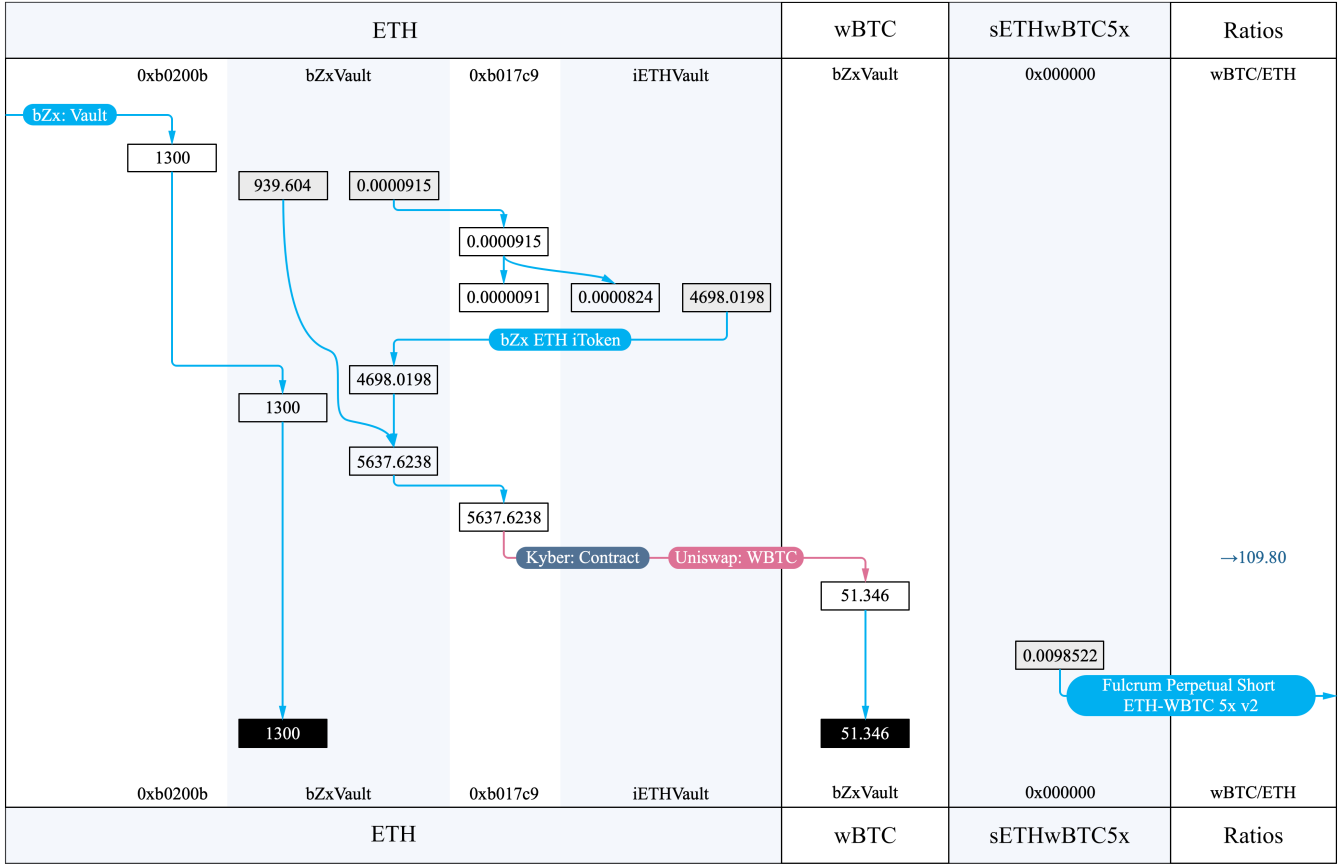 ETH wBTC sETHwBTC5x Ratios
0xb0200b bZxVault 0xb017c9 iETHVault bZxVault 0x000000 wBTC/ETH
bZx: Vault
1300
939.604 0.0000915
0.0000915
0.0000091 0.0000824 4698.0198
bZx ETH iToken
4698.0198
1300
5637.6238
5637.6238
Kyber: Contract Uniswap: WBTC →109.80
51.346
0.0098522
Fulcrum Perpetual Short
ETH-WBTC 5x v2
1300 51.346
0xb0200b bZxVault 0xb017c9 iETHVault bZxVault 0x000000 wBTC/ETH
ETH wBTC sETHwBTC5x Ratios